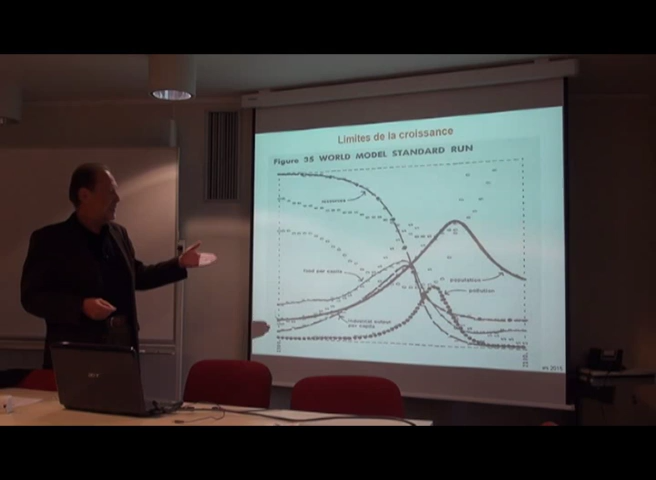 Limites de la croissance
Figure 35 WORLD MODEL STANDARD RUN
resources
food per capita
population
pollution
industrial output
per capita
acer